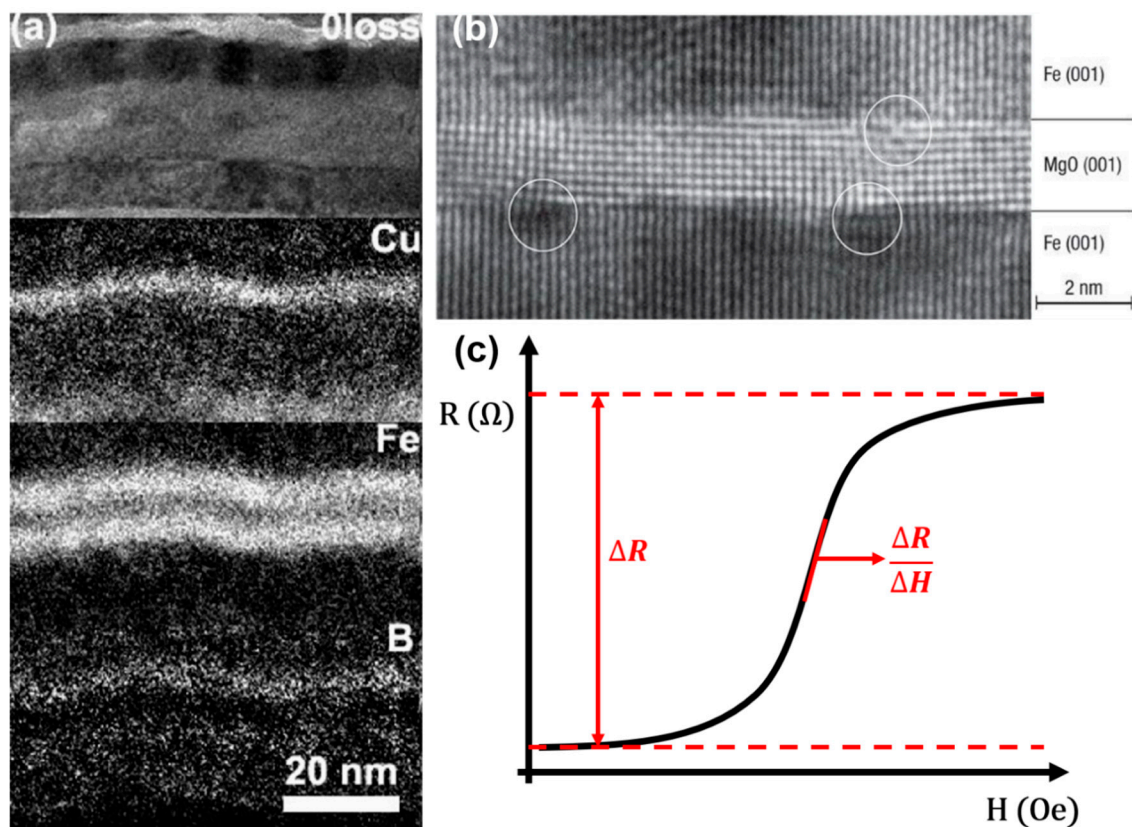 (a)
0loss
Cu
Fe
B
20 nm
(b)
Fe (001)
MgO (001)
Fe (001)
2 nm
(c)
R (Ω)
ΔR
ΔR
ΔH
H (Oe)